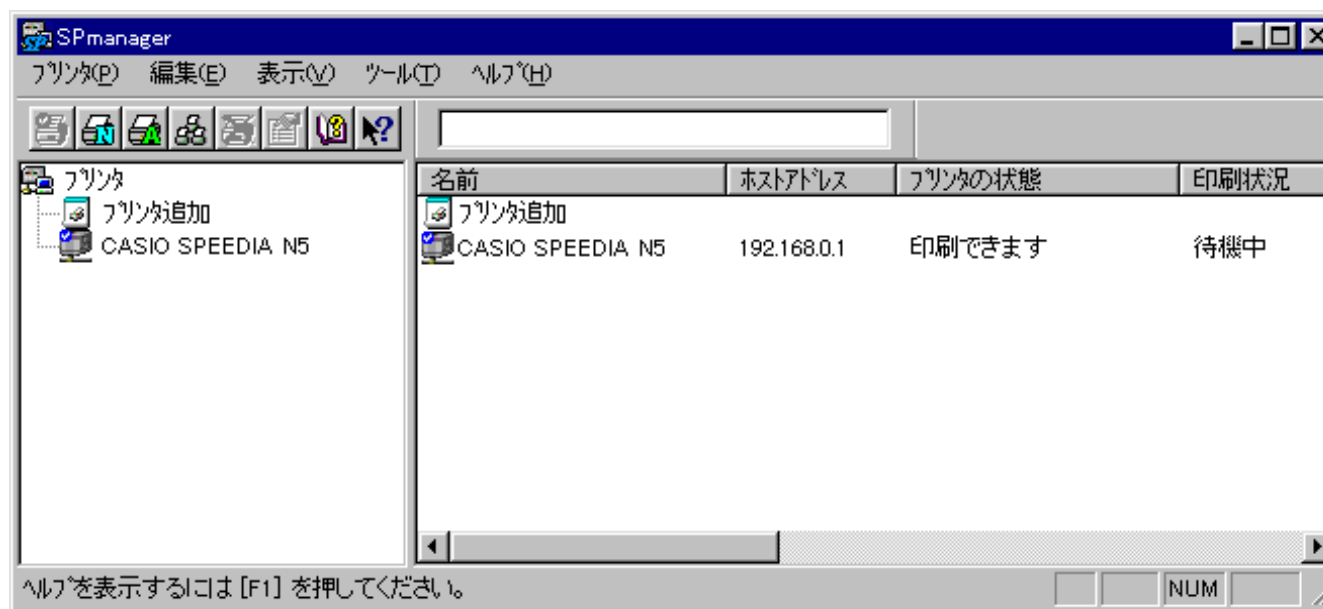 SPmanager
プリンタ(P) 編集(E) 表示(V) ツール(T) ヘルプ(H)
プリンタ
プリンタ追加
CASIO SPEEDIA N5
名前 ホストアドレス プリンタの状態 印刷状況
プリンタ追加
CASIO SPEEDIA N5 192.168.0.1 印刷できます 待機中
ヘルプを表示するには [F1] を押してください。 NUM